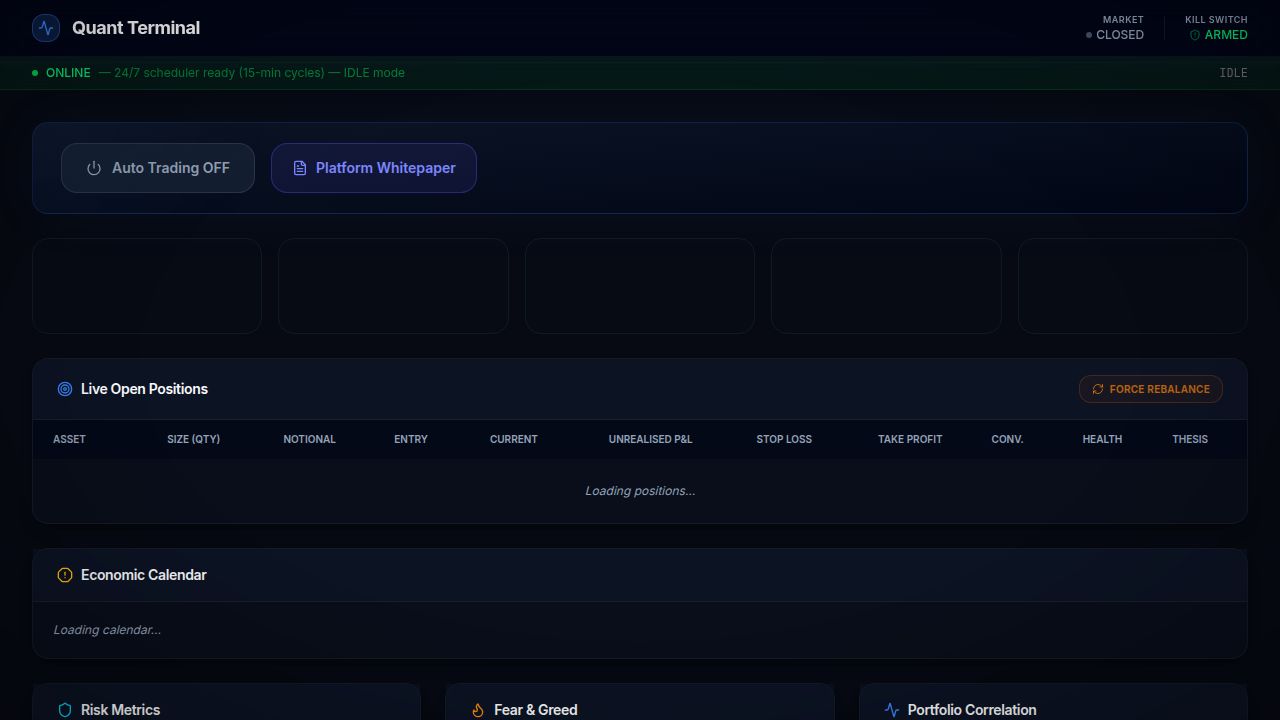 Quant Terminal
MARKET
CLOSED
KILL SWITCH
ARMED
ONLINE — 24/7 scheduler ready (15-min cycles) — IDLE mode
IDLE
Auto Trading OFF
Platform Whitepaper
Live Open Positions
FORCE REBALANCE
ASSET SIZE (QTY) NOTIONAL ENTRY CURRENT UNREALISED P&L STOP LOSS TAKE PROFIT CONV. HEALTH THESIS
Loading positions...
Economic Calendar
Loading calendar...
Risk Metrics
Fear & Greed
Portfolio Correlation